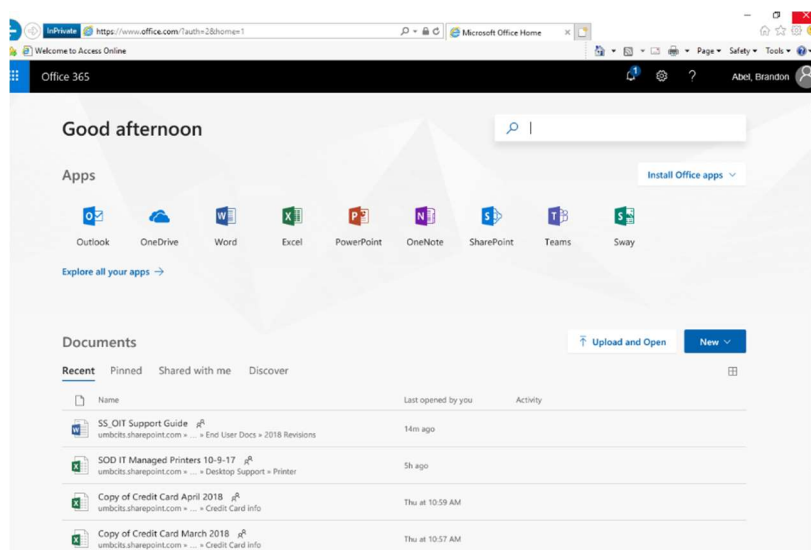 InPrivate https://www.office.com/?auth=2&home=1 Microsoft Office Home
Welcome to Access Online Page Safety Tools
Office 365 1 ? Abel, Brandon
Good afternoon
Apps Install Office apps
Outlook OneDrive Word Excel PowerPoint OneNote SharePoint Teams Sway
Explore all your apps →
Documents Upload and Open New
Recent Pinned Shared with me Discover
Name Last opened by you Activity
SS_OIT Support Guide
umbcits.sharepoint.com » ... » End User Docs » 2018 Revisions 14m ago
SOD IT Managed Printers 10-9-17
umbcits.sharepoint.com » ... » Desktop Support » Printer 5h ago
Copy of Credit Card April 2018
umbcits.sharepoint.com » ... » Credit Card info Thu at 10:59 AM
Copy of Credit Card March 2018
umbcits.sharepoint.com » ... » Credit Card info Thu at 10:57 AM